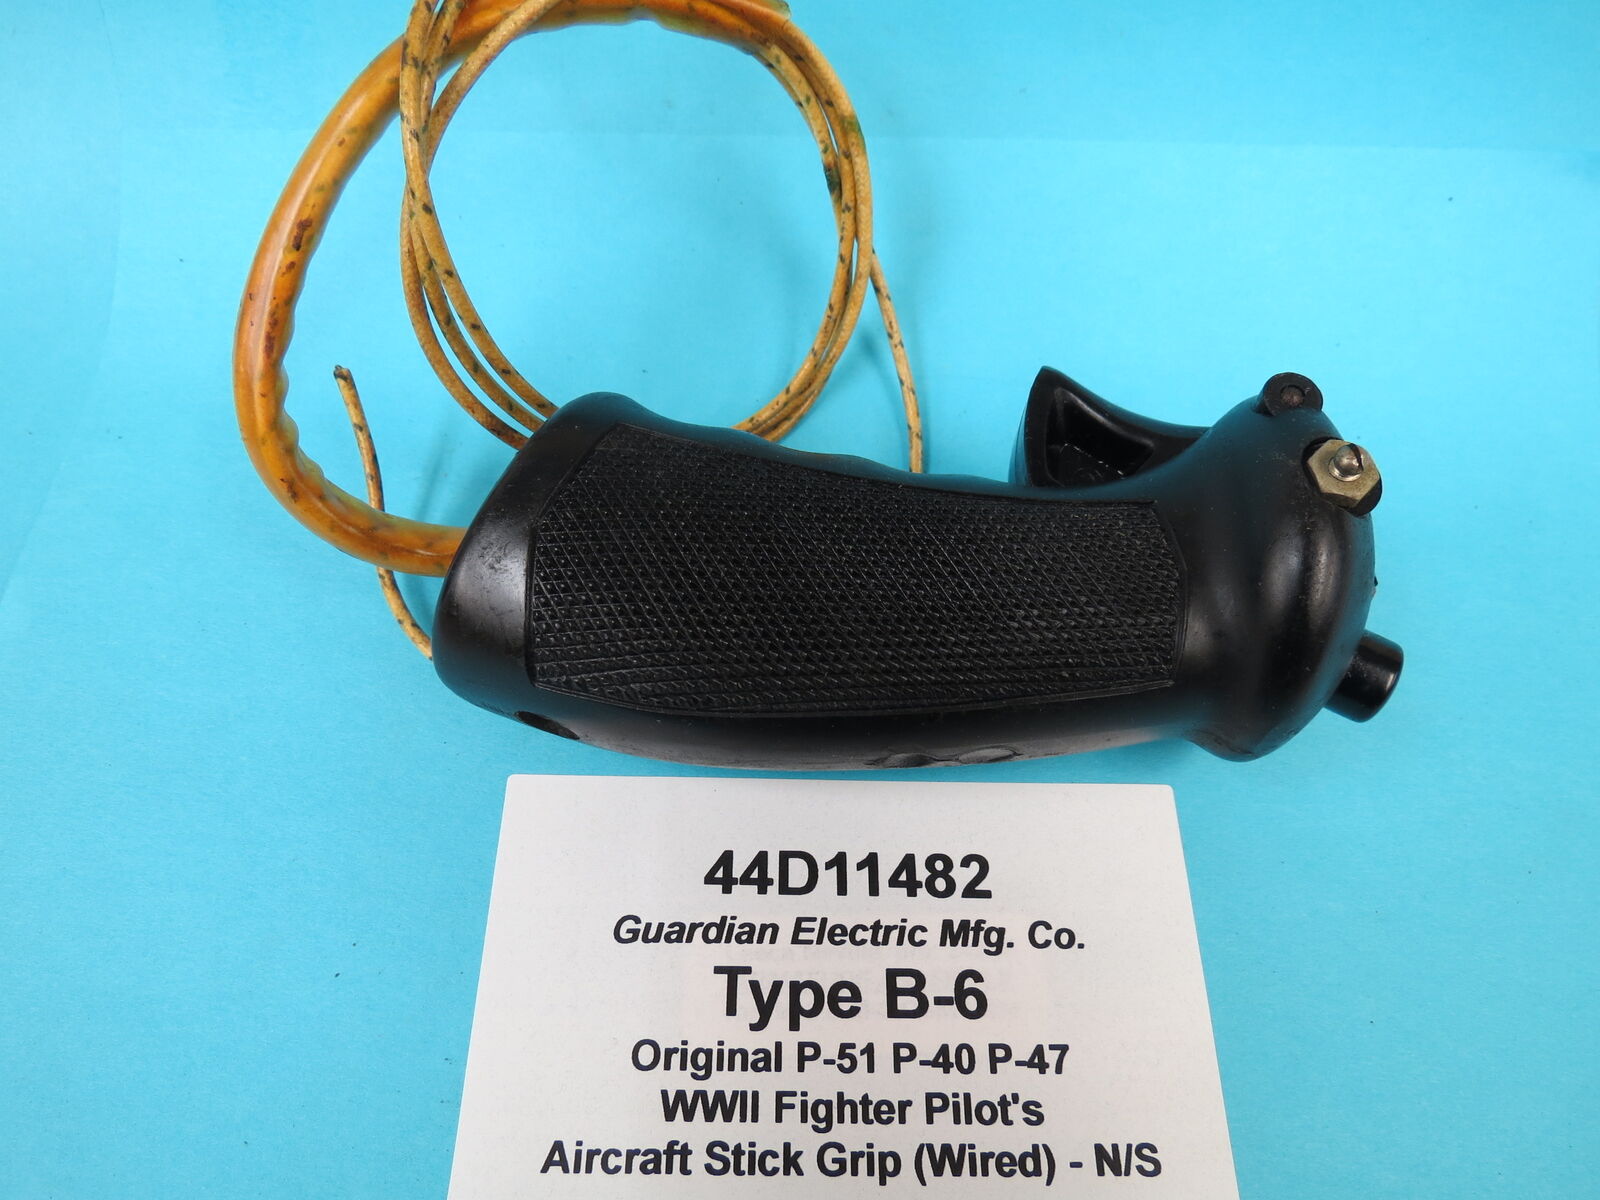 44D11482
Guardian Electric Mfg. Co.
Type B-6
Original P-51 P-40 P-47
WWII Fighter Pilot's
Aircraft Stick Grip (Wired) - N/S